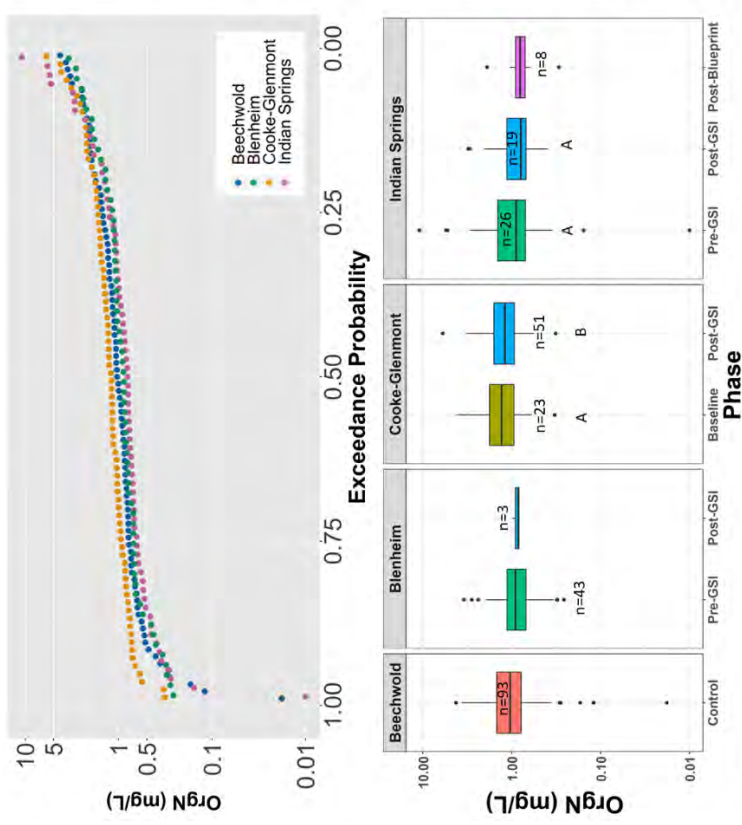 OrgN (mg/L)
10
5
1
0.5
0.1
0.01
Beechwold
Blenheim
Cooke-Glenmont
Indian Springs
1.00 0.75 0.50 0.25 0.00
Exceedance Probability
Beechwold Blenheim Cooke-Glenmont Indian Springs
OrgN (mg/L)
10.00
1.00
0.10
0.01
n=93
n=43
n=3
n=23
A
n=51
B
n=26
A
n=19
A
n=8
Control Pre-GSI Post-GSI Baseline Post-GSI Pre-GSI Post-GSI Post-Blueprint
Phase